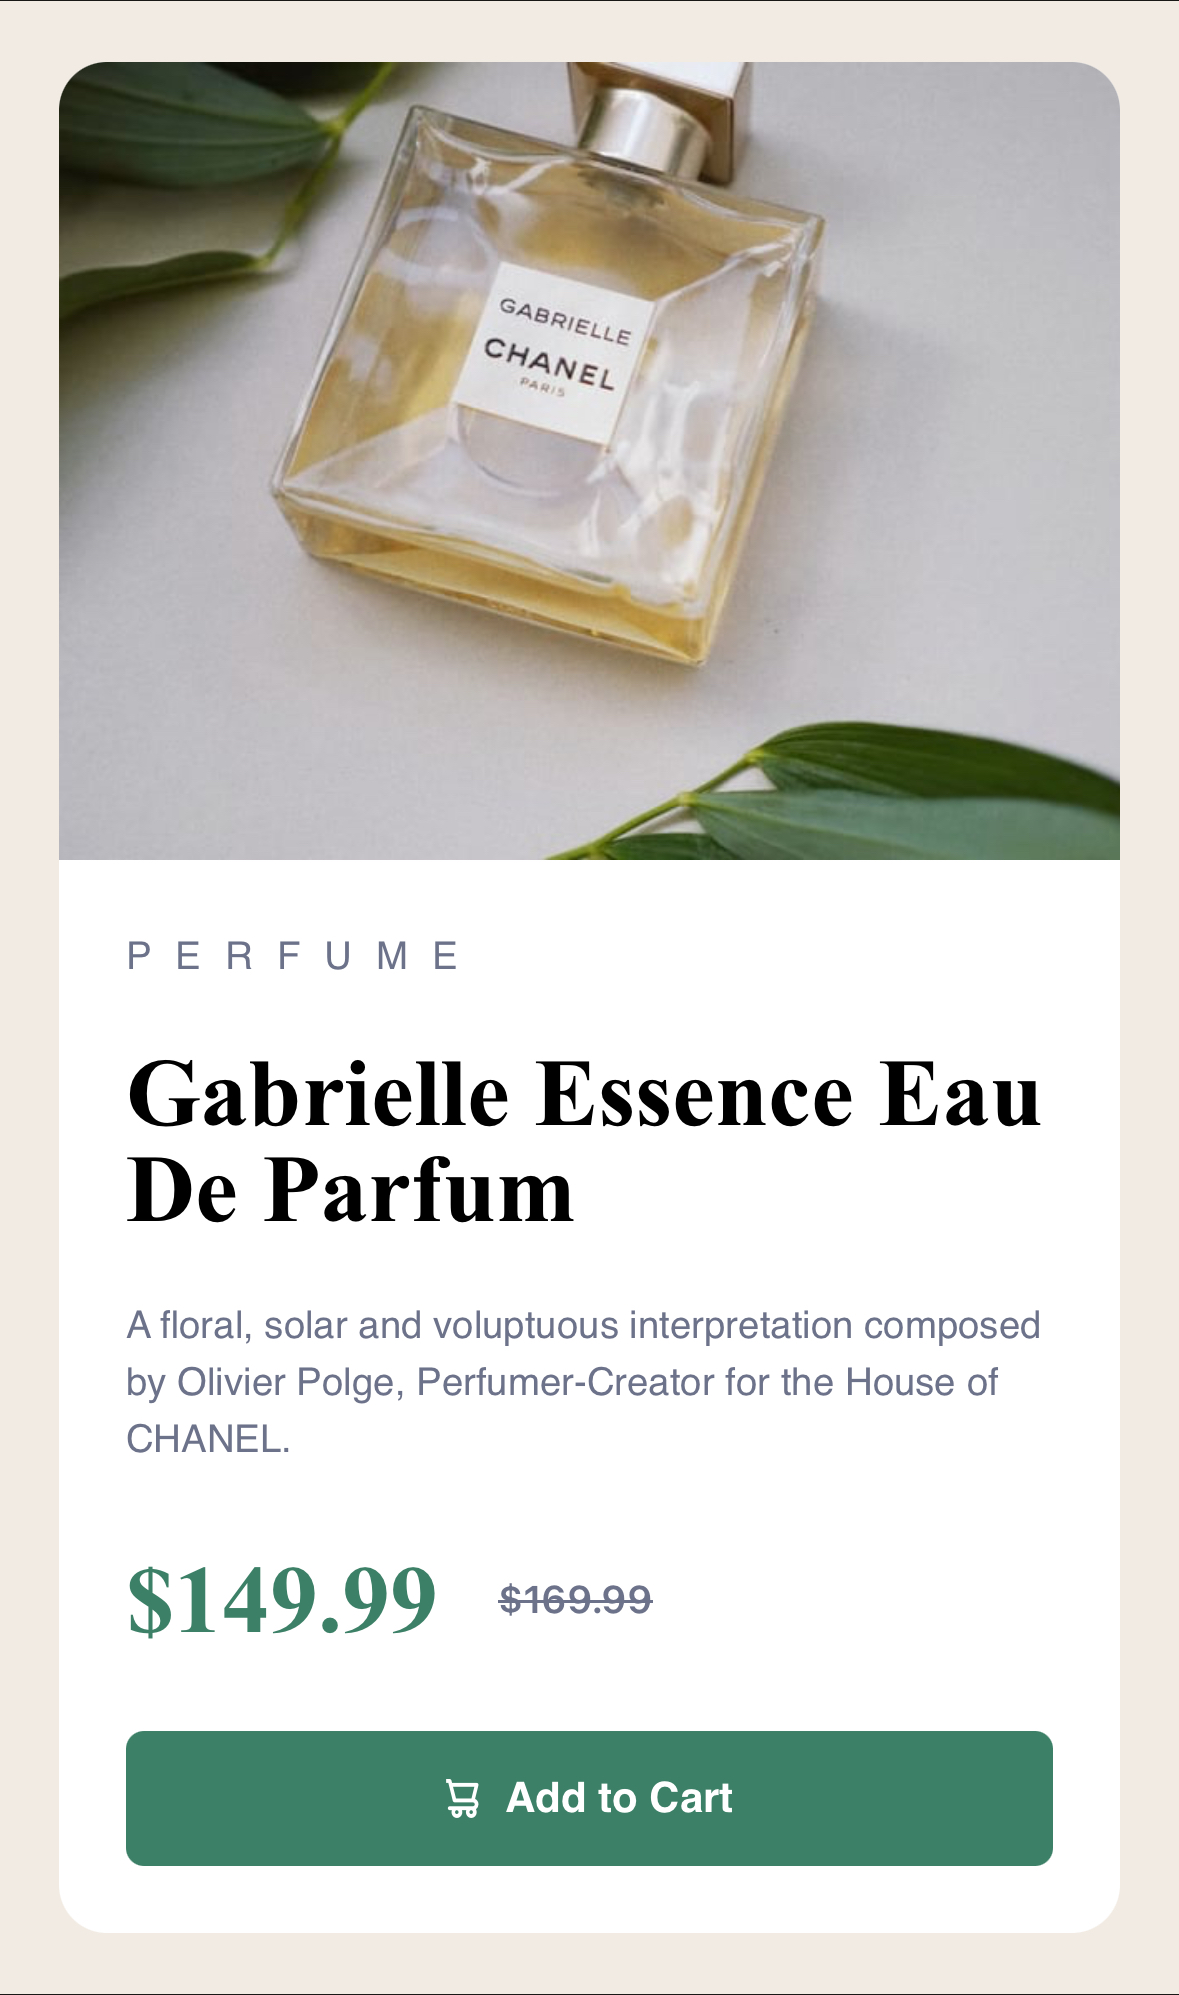 GABRIELLE
CHANEL
PARIS
PERFUME
Gabrielle Essence Eau
De Parfum
A floral, solar and voluptuous interpretation composed
by Olivier Polge, Perfumer-Creator for the House of
CHANEL.
$149.99 $169.99
Add to Cart